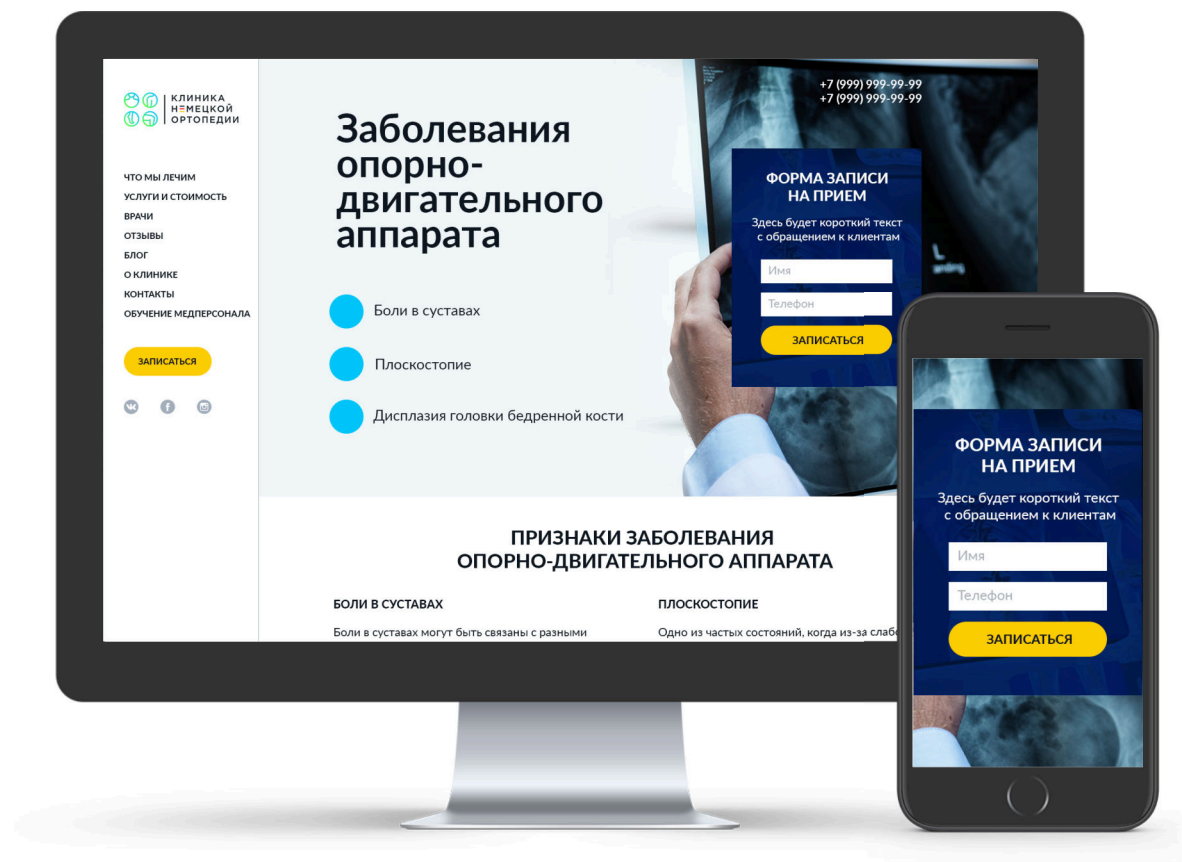 КЛИНИКА
НЕМЕЦКОЙ
ОРТОПЕДИИ
ЧТО МЫ ЛЕЧИМ
УСЛУГИ И СТОИМОСТЬ
ВРАЧИ
ОТЗЫВЫ
БЛОГ
О КЛИНИКЕ
КОНТАКТЫ
ОБУЧЕНИЕ МЕДПЕРСОНАЛА
ЗАПИСАТЬСЯ
Заболевания
опорно-
двигательного
аппарата
Боли в суставах
Плоскостопие
Дисплазия головки бедренной кости
+7 (999) 999-99-99
+7 (999) 999-99-99
ФОРМА ЗАПИСИ
НА ПРИЕМ
Здесь будет короткий текст
с обращением к клиентам
Имя
Телефон
ЗАПИСАТЬСЯ
L
ПРИЗНАКИ ЗАБОЛЕВАНИЯ
ОПОРНО-ДВИГАТЕЛЬНОГО АППАРАТА
БОЛИ В СУСТАВАХ
Боли в суставах могут быть связаны с разными
ПЛОСКОСТОПИЕ
Одно из частых состояний, когда из-за
ФОРМА ЗАПИСИ
НА ПРИЕМ
Здесь будет короткий текст
с обращением к клиентам
Имя
Телефон
ЗАПИСАТЬСЯ